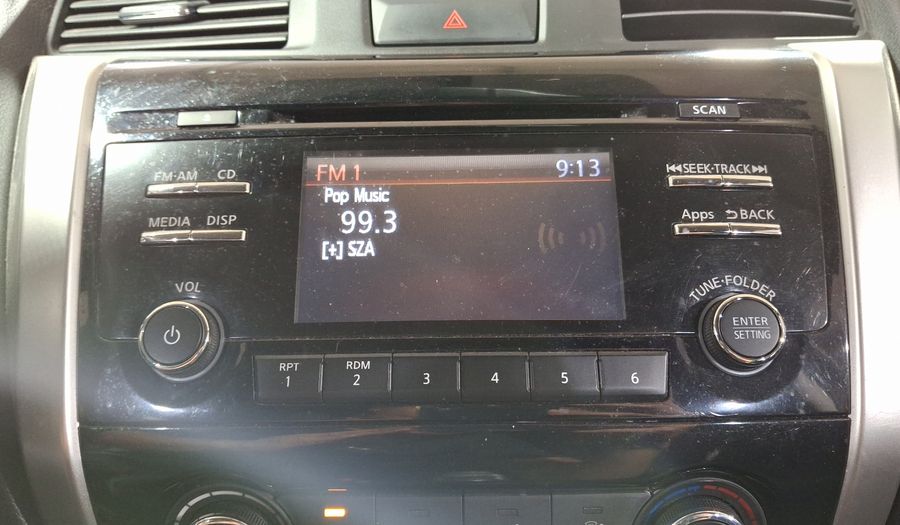 SCAN
FM·AM CD
MEDIA DISP
VOL
FM 1 9:13
Pop Music
99.3
[+] SZA
SEEK·TRACK
Apps BACK
TUNE·FOLDER
ENTER
SETTING
RPT RDM
1 2 3 4 5 6